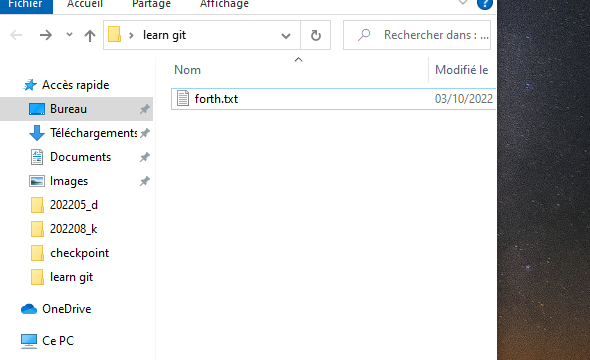 Fichier Accueil Partage Affichage
learn git
Rechercher dans : ...
Nom Modifié le
forth.txt 03/10/2022
Accès rapide
Bureau
Téléchargements
Documents
Images
202205_d
202208_k
checkpoint
learn git
OneDrive
Ce PC